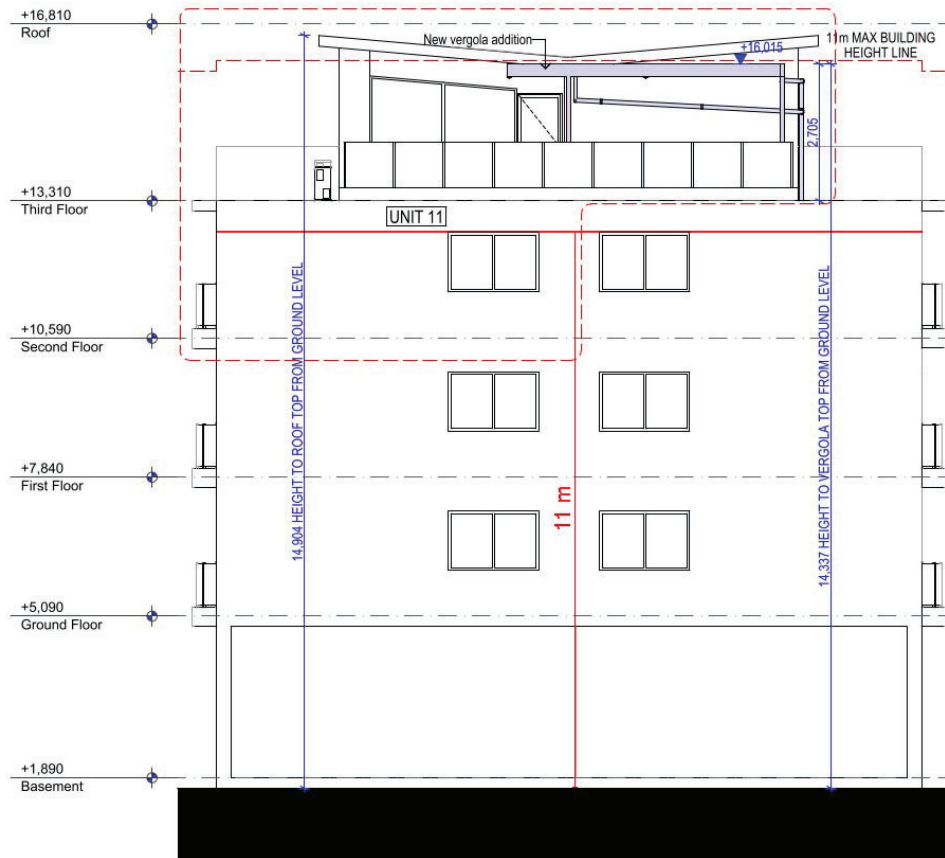 +16,810
Roof
New vergola addition
+16,015
11m MAX BUILDING
HEIGHT LINE
2,705
+13,310
Third Floor
UNIT 11
+10,590
Second Floor
14,904 HEIGHT TO ROOF TOP FROM GROUND LEVEL
14,337 HEIGHT TO VERGOLA TOP FROM GROUND LEVEL
+7,840
First Floor
11 m
+5,090
Ground Floor
+1,890
Basement